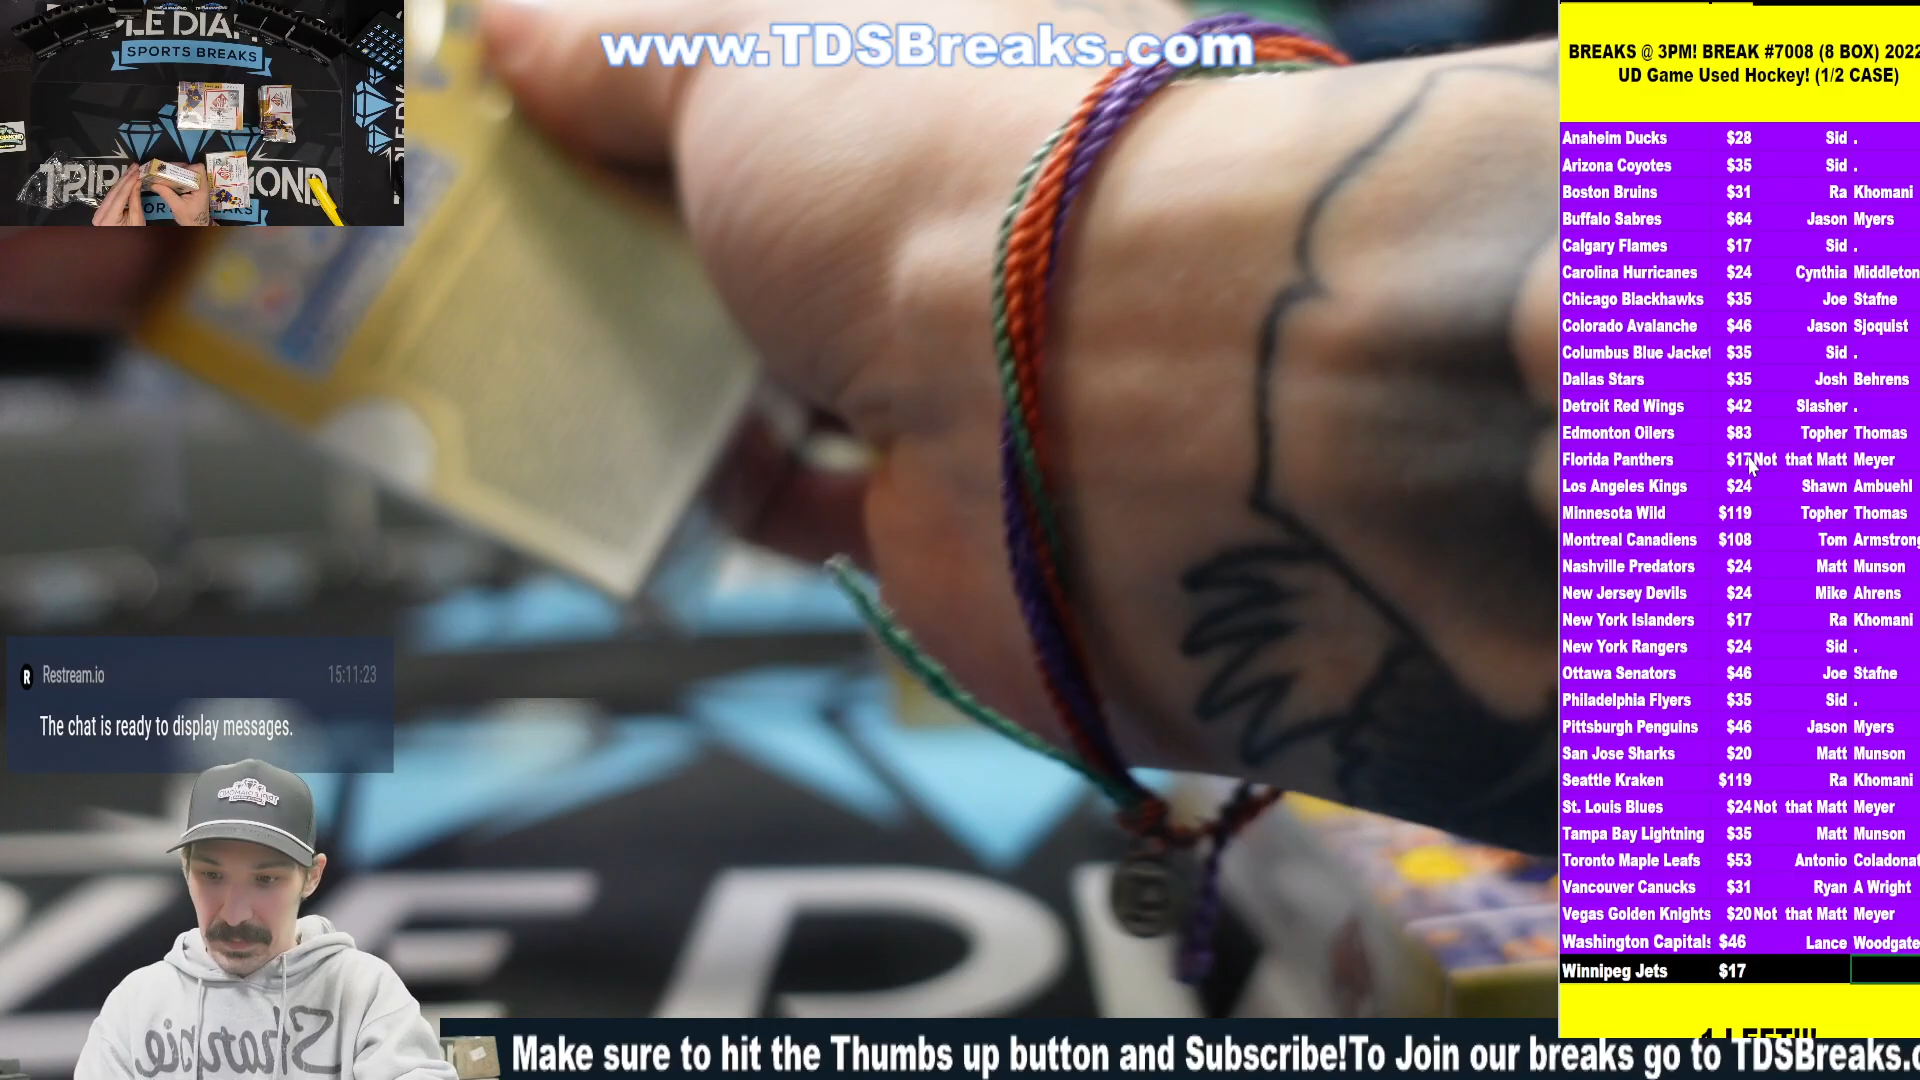 SPORTS BREAKS
www.TDSBreaks.com
BREAKS @ 3PM! BREAK #7008 (8 BOX) 2022
UD Game Used Hockey! (1/2 CASE)
Anaheim Ducks $28 Sid .
Arizona Coyotes $35 Sid .
Boston Bruins $31 Ra Khomani
Buffalo Sabres $64 Jason Myers
Calgary Flames $17 Sid .
Carolina Hurricanes $24 Cynthia Middleton
Chicago Blackhawks $35 Joe Stafne
Colorado Avalanche $46 Jason Sjoquist
Columbus Blue Jacket $35 Sid .
Dallas Stars $35 Josh Behrens
Detroit Red Wings $42 Slasher .
Edmonton Oilers $83 Topher Thomas
Florida Panthers $17 Not that Matt Meyer
Los Angeles Kings $24 Shawn Ambuehl
Minnesota Wild $119 Topher Thomas
Montreal Canadiens $108 Tom Armstrong
Nashville Predators $24 Matt Munson
New Jersey Devils $24 Mike Ahrens
New York Islanders $17 Ra Khomani
New York Rangers $24 Sid .
Ottawa Senators $46 Joe Stafne
Philadelphia Flyers $35 Sid .
Pittsburgh Penguins $46 Jason Myers
San Jose Sharks $20 Matt Munson
Seattle Kraken $119 Ra Khomani
St. Louis Blues $24 Not that Matt Meyer
Tampa Bay Lightning $35 Matt Munson
Toronto Maple Leafs $53 Antonio Coladonat
Vancouver Canucks $31 Ryan A Wright
Vegas Golden Knights $20 Not that Matt Meyer
Washington Capitals $46 Lance Woodgate
Winnipeg Jets $17
1 LEFT!!!
R Restream.io 15:11:23
The chat is ready to display messages.
Make sure to hit the Thumbs up button and Subscribe!To Join our breaks go to TDSBreaks.c